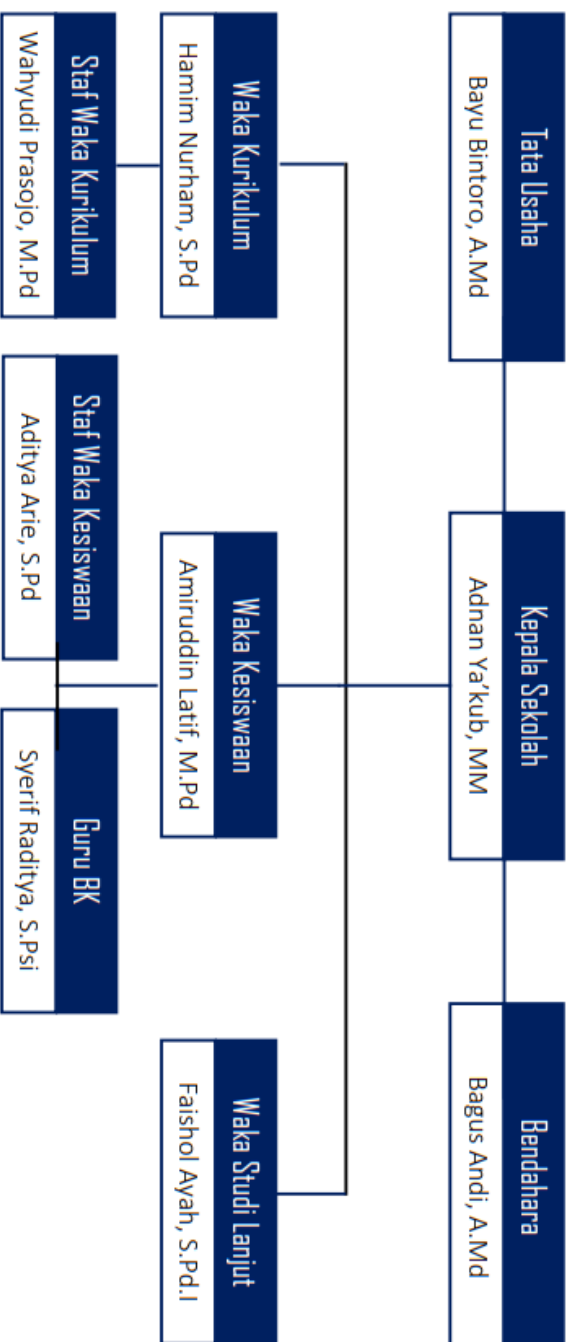 Tata Usaha
Bayu Bintoro, A.Md
Kepala Sekolah
Adnan Ya'kub, MM
Bendahara
Bagus Andi, A.Md
Waka Kurikulum
Hamim Nurham, S.Pd
Waka Kesiswaan
Amiruddin Latif, M.Pd
Waka Studi Lanjut
Faishol Ayah, S.Pd.I
Staf Waka Kurikulum
Wahyudi Prasojo, M.Pd
Staf Waka Kesiswaan
Aditya Arie, S.Pd
Guru BK
Syerif Raditya, S.Psi